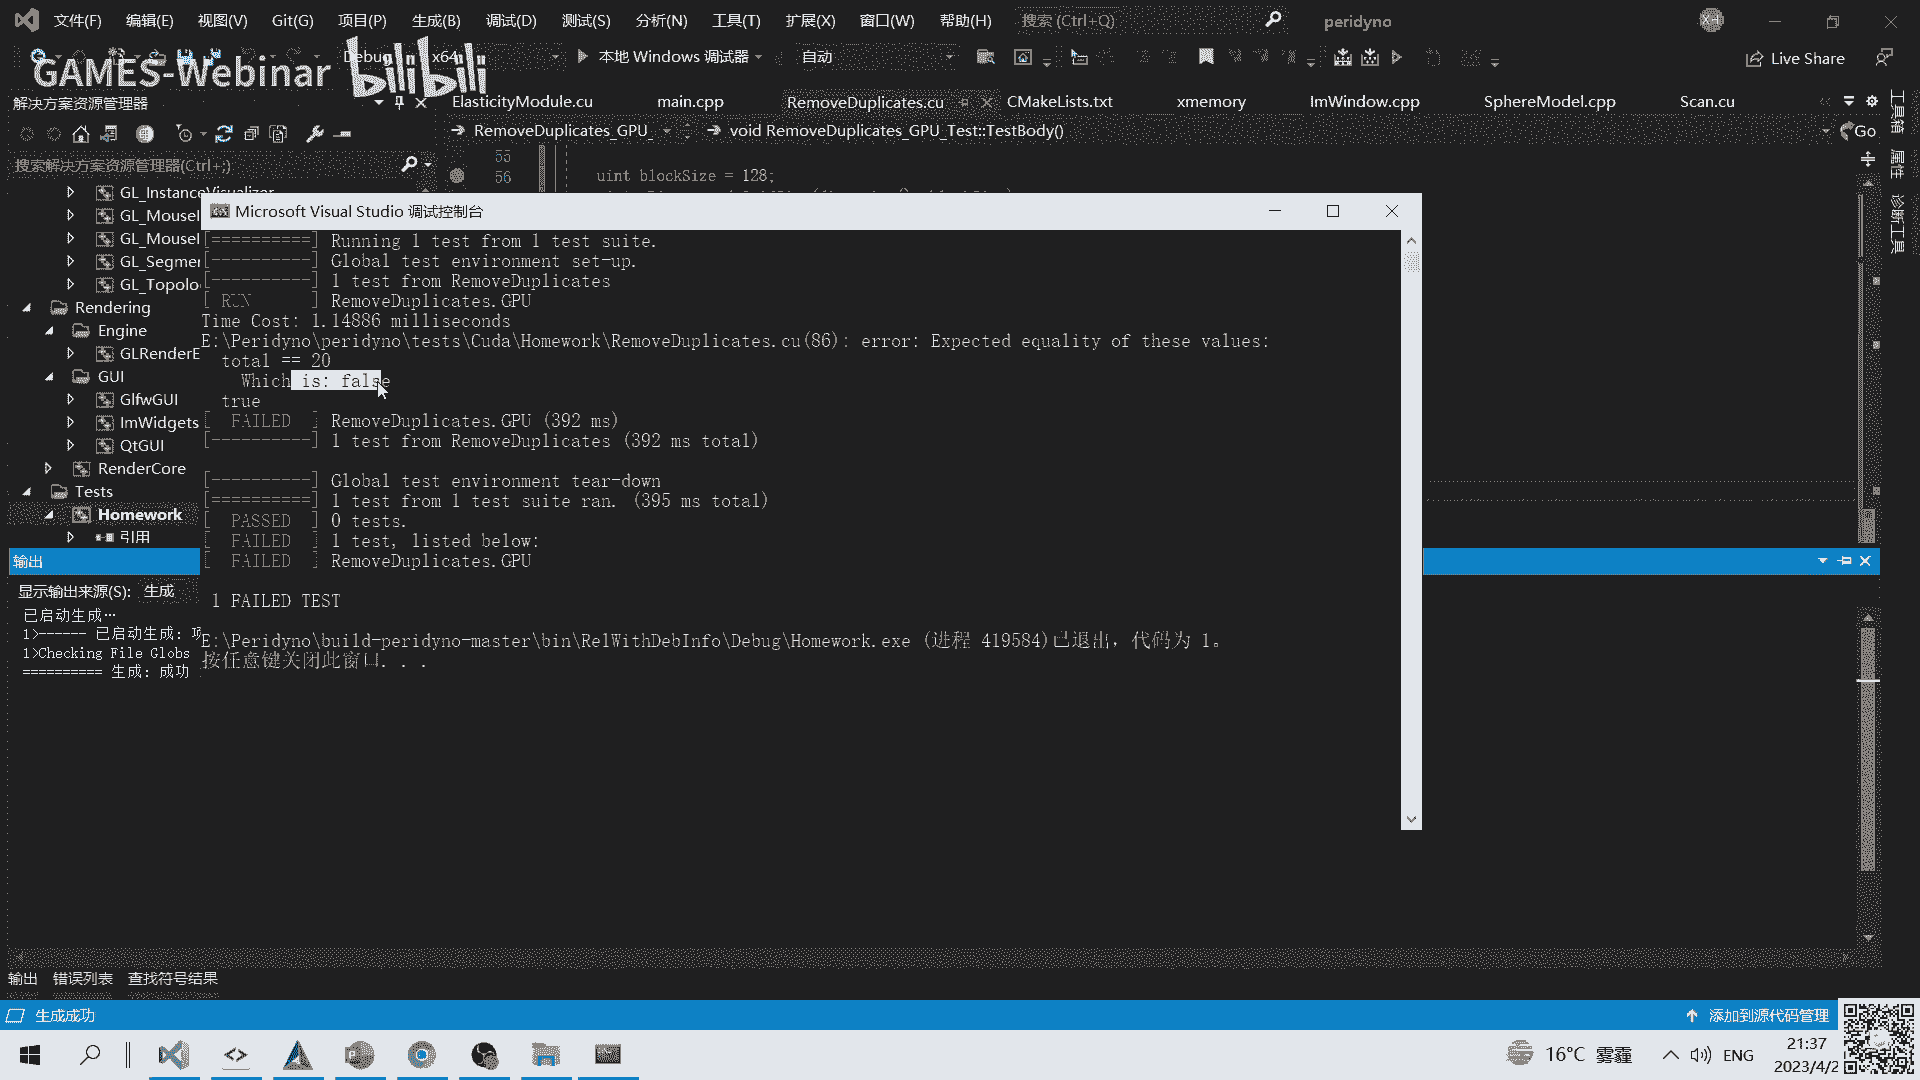 文件(F) 编辑(E) 视图(V) Git(G) 项目(P) 生成(B) 调试(D) 测试(S) 分析(N) 工具(T) 扩展(X) 窗口(W) 帮助(H) 搜索 (Ctrl+Q) peridyno
x64 本地 Windows 调试器 自动 Live Share
GAMES-Webinar bilibili
解决方案资源管理器 ElasticityModule.cu main.cpp RemoveDuplicates.cu CMakeLists.txt xmemory ImWindow.cpp SphereModel.cpp Scan.cu
工具箱
属性
诊断工具
RemoveDuplicates_GPU_ void RemoveDuplicates_GPU_Test::TestBody() Go
搜索解决方案资源管理器(Ctrl+;)
55
56 uint blockSize = 128;
GL_InstanceVisualizer
GL_MouseI
GL_MouseI
GL_Segmer
GL_Topolo
Rendering
Engine
GLRenderE
GUI
GlfwGUI
ImWidgets
QtGUI
RenderCore
Tests
Homework
引用
Microsoft Visual Studio 调试控制台
[==========] Running 1 test from 1 test suite.
[----------] Global test environment set-up.
[----------] 1 test from RemoveDuplicates
[ RUN      ] RemoveDuplicates.GPU
Time Cost: 1.14886 milliseconds
E:\Peridyno\peridyno\tests\Cuda\Homework\RemoveDuplicates.cu(86): error: Expected equality of these values:
total == 20
Which is: false
true
[  FAILED  ] RemoveDuplicates.GPU (392 ms)
[----------] 1 test from RemoveDuplicates (392 ms total)
[----------] Global test environment tear-down
[==========] 1 test from 1 test suite ran. (395 ms total)
[  PASSED  ] 0 tests.
[  FAILED  ] 1 test, listed below:
[  FAILED  ] RemoveDuplicates.GPU
1 FAILED TEST
E:\Peridyno\build-peridyno-master\bin\RelWithDebInfo\Debug\Homework.exe (进程 419584)已退出，代码为 1。
按任意键关闭此窗口. . .
输出
显示输出来源(S): 生成
已启动生成…
1>------ 已启动生成: 项
1>Checking File Globs
========== 生成: 成功
输出 错误列表 查找符号结果
生成成功 添加到源代码管理
16°C 雾霾 ENG 21:37
2023/4/2